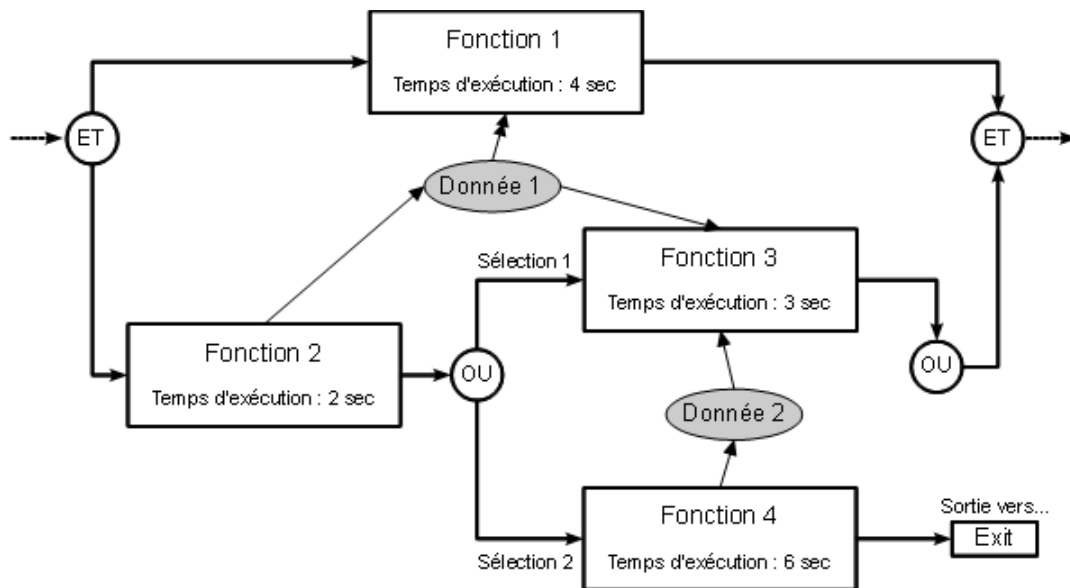 Fonction 1
Temps d'exécution : 4 sec
ET
ET
Donnée 1
Sélection 1
Fonction 3
Temps d'exécution : 3 sec
Fonction 2
Temps d'exécution : 2 sec
OU
OU
Donnée 2
Fonction 4
Temps d'exécution : 6 sec
Sélection 2
Sortie vers...
Exit